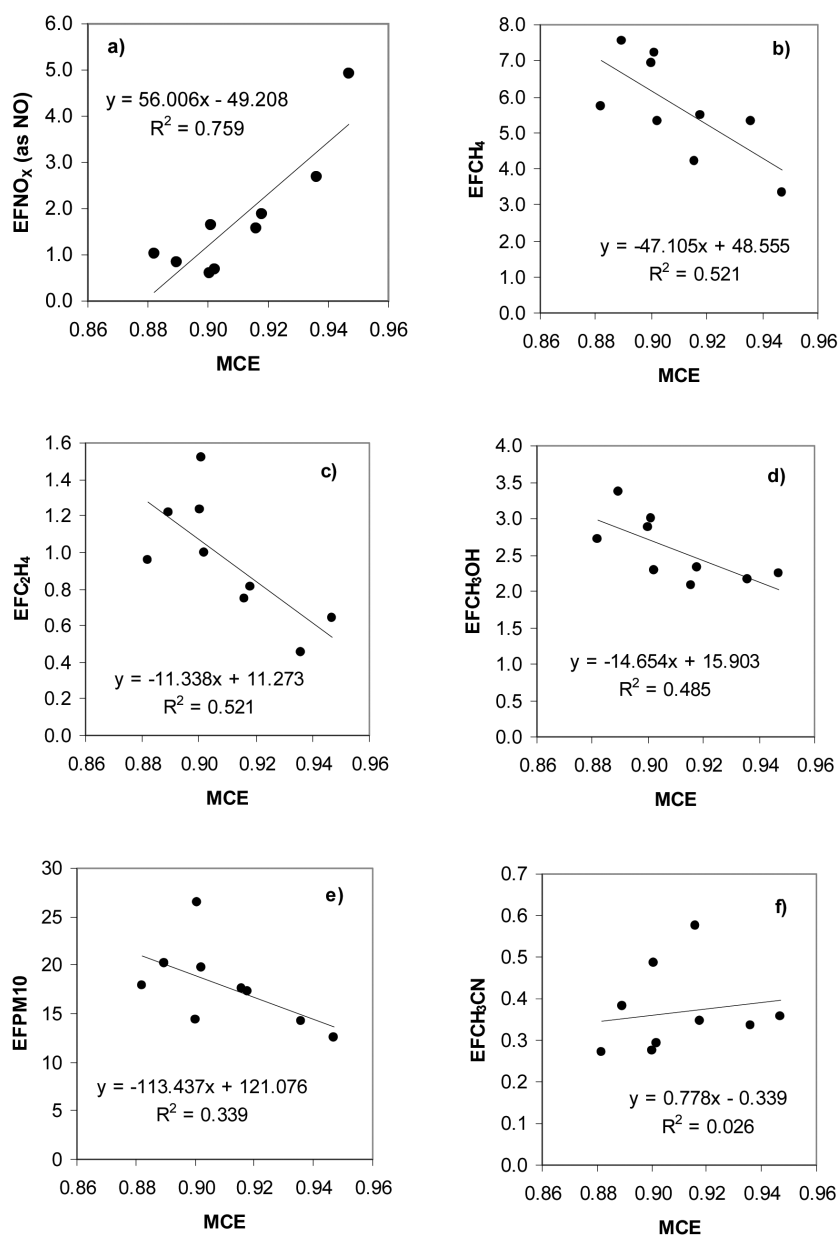 a)
6.0
5.0
4.0
3.0
2.0
1.0
0.0
EFNOX (as NO)
y = 56.006x - 49.208
R2 = 0.759
0.86 0.88 0.90 0.92 0.94 0.96
MCE
b)
8.0
7.0
6.0
5.0
4.0
3.0
2.0
1.0
0.0
EFCH4
y = -47.105x + 48.555
R2 = 0.521
0.86 0.88 0.90 0.92 0.94 0.96
MCE
c)
1.6
1.4
1.2
1.0
0.8
0.6
0.4
0.2
0.0
EFC2H4
y = -11.338x + 11.273
R2 = 0.521
0.86 0.88 0.90 0.92 0.94 0.96
MCE
d)
4.0
3.5
3.0
2.5
2.0
1.5
1.0
0.5
0.0
EFCH3OH
y = -14.654x + 15.903
R2 = 0.485
0.86 0.88 0.90 0.92 0.94 0.96
MCE
e)
30
25
20
15
10
5
0
EFPM10
y = -113.437x + 121.076
R2 = 0.339
0.86 0.88 0.90 0.92 0.94 0.96
MCE
f)
0.7
0.6
0.5
0.4
0.3
0.2
0.1
0.0
EFCH3CN
y = 0.778x - 0.339
R2 = 0.026
0.86 0.88 0.90 0.92 0.94 0.96
MCE